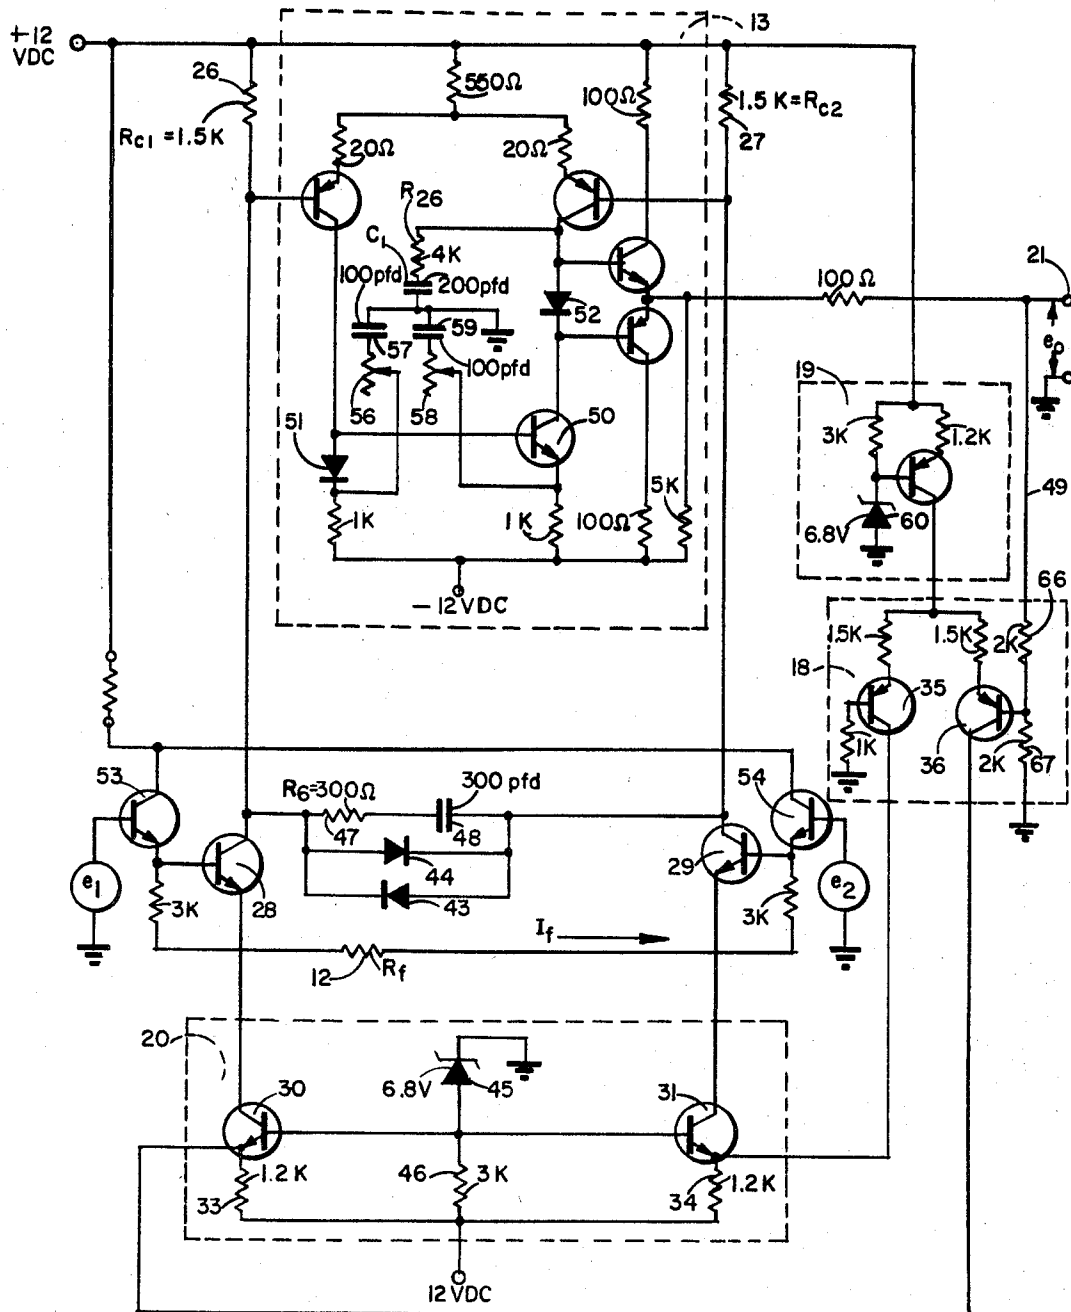 +12 VDC
13
26
RC1 = 1.5K
550Ω
100Ω
1.5 K = RC2
27
20Ω
20Ω
R26
4K
C1
100pfd
200pfd
52
59
57
100pfd
56
58
51
50
1K
1K
100Ω
5K
-12 VDC
100Ω
21
eo
19
3K
1.2K
6.8V
60
49
66
1.5K
1.5K
2K
18
35
1K
36
2K
67
53
R6=300Ω
300 pfd
54
47
48
44
43
e1
28
29
e2
3K
3K
If
12
Rf
20
6.8V
45
30
31
1.2K
46
3K
33
34
1.2K
12 VDC